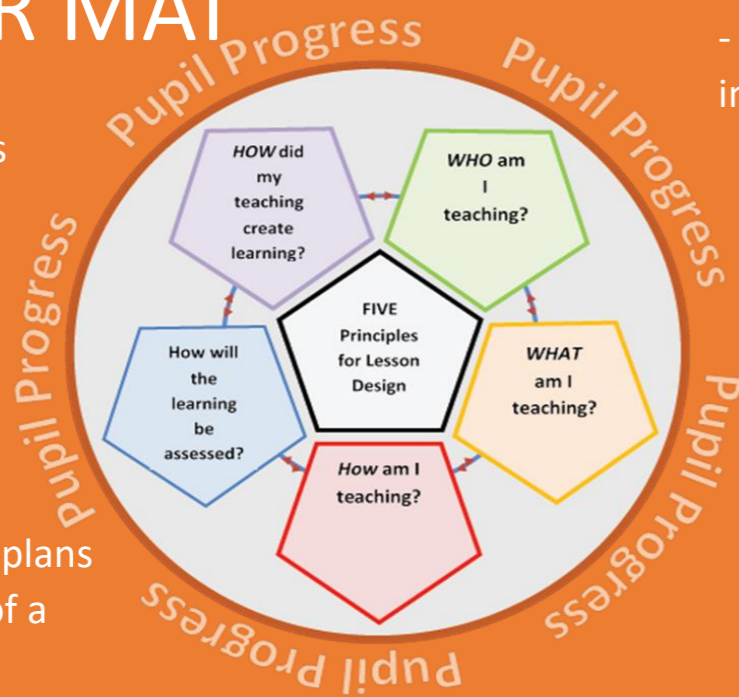 R MAT
-
in
s
plans
of a
Pupil Progress
Pupil Progress
Pupil Progress
Pupil Progress
Pupil Progress
HOW did
my
teaching
create
learning?
WHO am
I
teaching?
FIVE
Principles
for Lesson
Design
How will
the
learning
be
assessed?
WHAT
am I
teaching?
How am I
teaching?